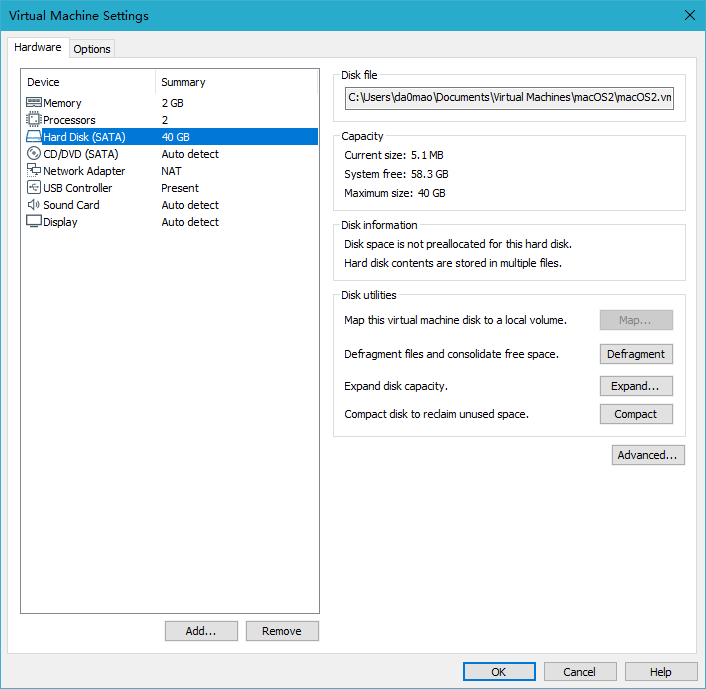 Virtual Machine Settings
Hardware Options
Device Summary
Memory 2 GB
Processors 2
Hard Disk (SATA) 40 GB
CD/DVD (SATA) Auto detect
Network Adapter NAT
USB Controller Present
Sound Card Auto detect
Display Auto detect
Add... Remove
Disk file
C:\Users\da0mao\Documents\Virtual Machines\macOS2\macOS2.vm
Capacity
Current size: 5.1 MB
System free: 58.3 GB
Maximum size: 40 GB
Disk information
Disk space is not preallocated for this hard disk.
Hard disk contents are stored in multiple files.
Disk utilities
Map this virtual machine disk to a local volume. Map...
Defragment files and consolidate free space. Defragment
Expand disk capacity. Expand...
Compact disk to reclaim unused space. Compact
Advanced...
OK Cancel Help